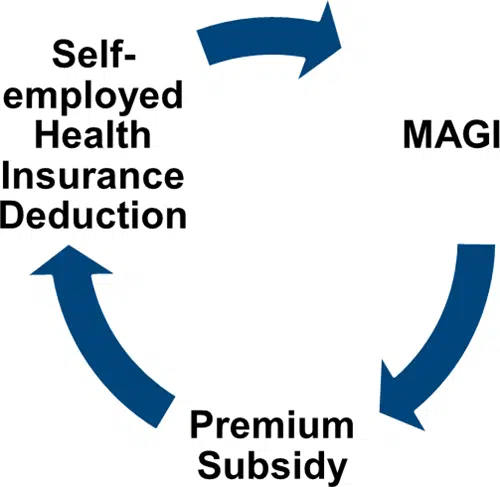 Self-
employed
Health
Insurance
Deduction
MAGI
Premium
Subsidy